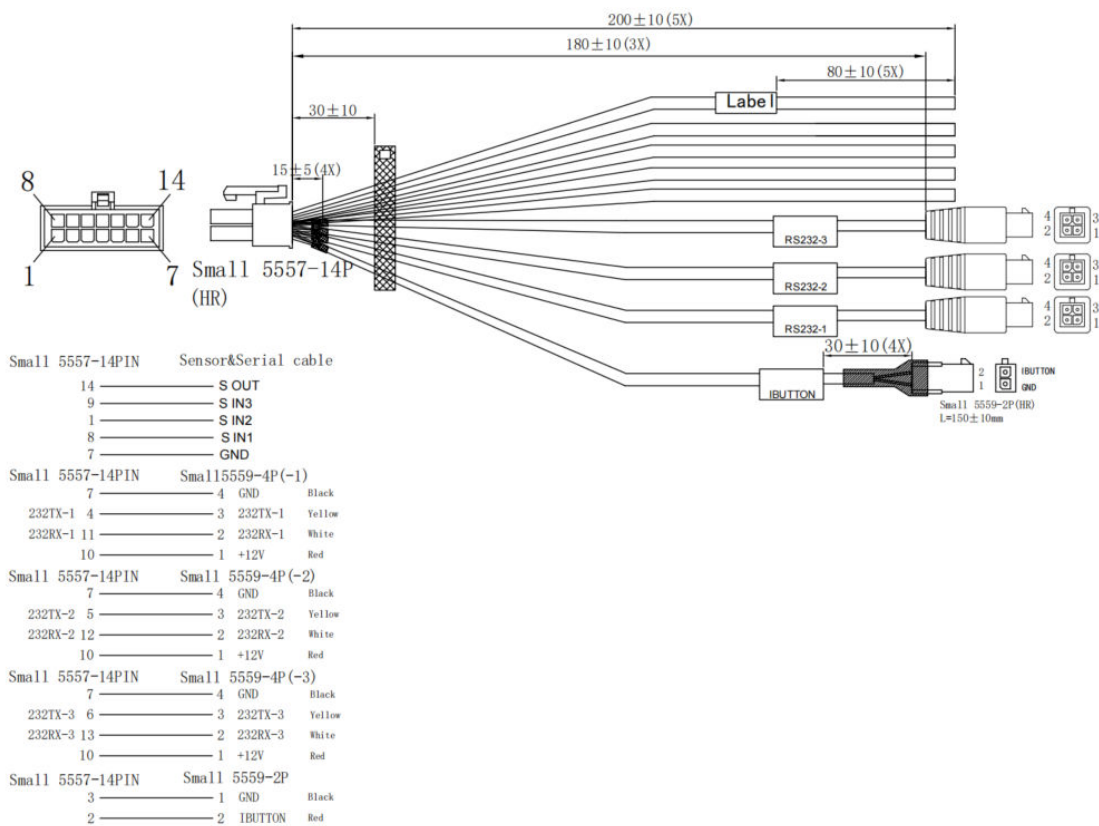 200±10(5X)
180±10(3X)
80±10(5X)
Label
30±10
15±5(4X)
8 14
1 7
Small 5557-14P
(HR)
RS232-3
4 3
2 1
RS232-2
4 3
2 1
RS232-1
4 3
2 1
30±10(4X)
IBUTTON
2 IBUTTON
1 GND
Small 5559-2P(HR)
L=150±10mm
Small 5557-14PIN Sensor&Serial cable
14 S OUT
9 S IN3
1 S IN2
8 S IN1
7 GND
Small 5557-14PIN Small5559-4P(-1)
7 4 GND Black
232TX-1 4 3 232TX-1 Yellow
232RX-1 11 2 232RX-1 White
10 1 +12V Red
Small 5557-14PIN Small 5559-4P(-2)
7 4 GND Black
232TX-2 5 3 232TX-2 Yellow
232RX-2 12 2 232RX-2 White
10 1 +12V Red
Small 5557-14PIN Small 5559-4P(-3)
7 4 GND Black
232TX-3 6 3 232TX-3 Yellow
232RX-3 13 2 232RX-3 White
10 1 +12V Red
Small 5557-14PIN Small 5559-2P
3 1 GND Black
2 2 IBUTTON Red